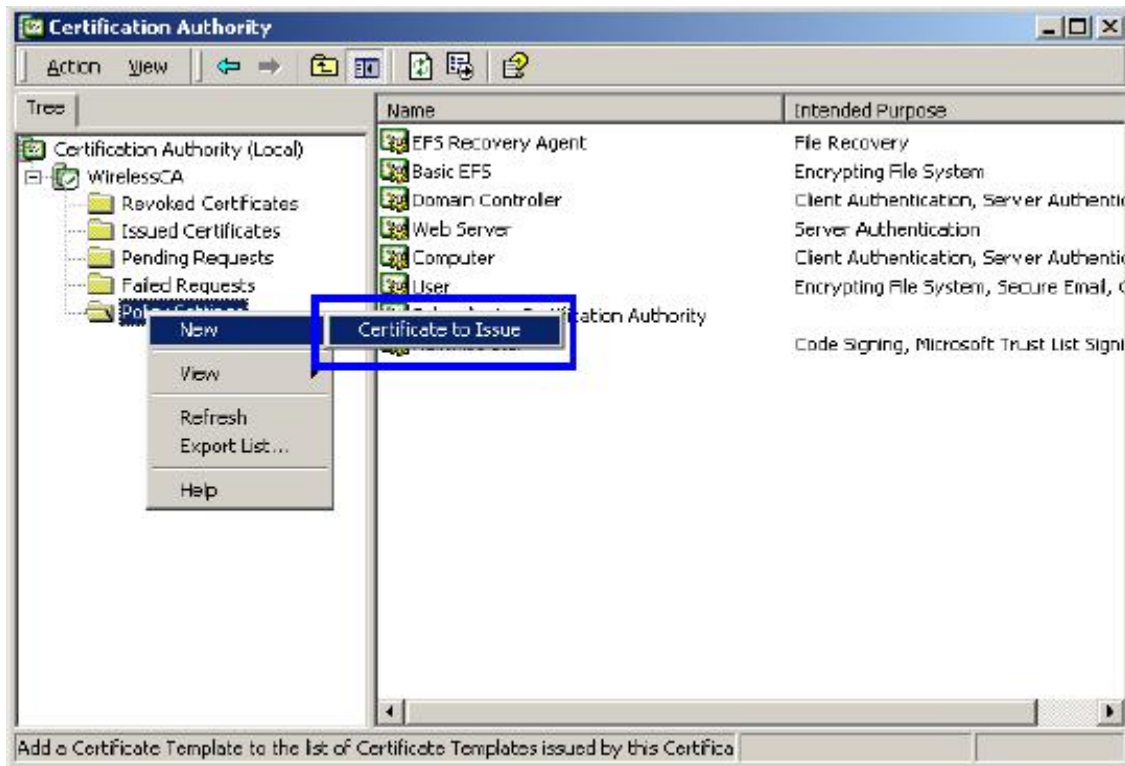 Certification Authority
Action View
Tree
Name
Intended Purpose
Certification Authority (Local)
WirelessCA
Revoked Certificates
Issued Certificates
Pending Requests
Failed Requests
EFS Recovery Agent
File Recovery
Basic EFS
Encrypting File System
Domain Controller
Client Authentication, Server Authentic
Web Server
Server Authentication
Computer
Client Authentication, Server Authentic
User
Encrypting File System, Secure Email, C
Certification Authority
Code Signing, Microsoft Trust List Signi
New
Certificate to Issue
View
Refresh
Export List...
Help
Add a Certificate Template to the list of Certificate Templates issued by this Certifica